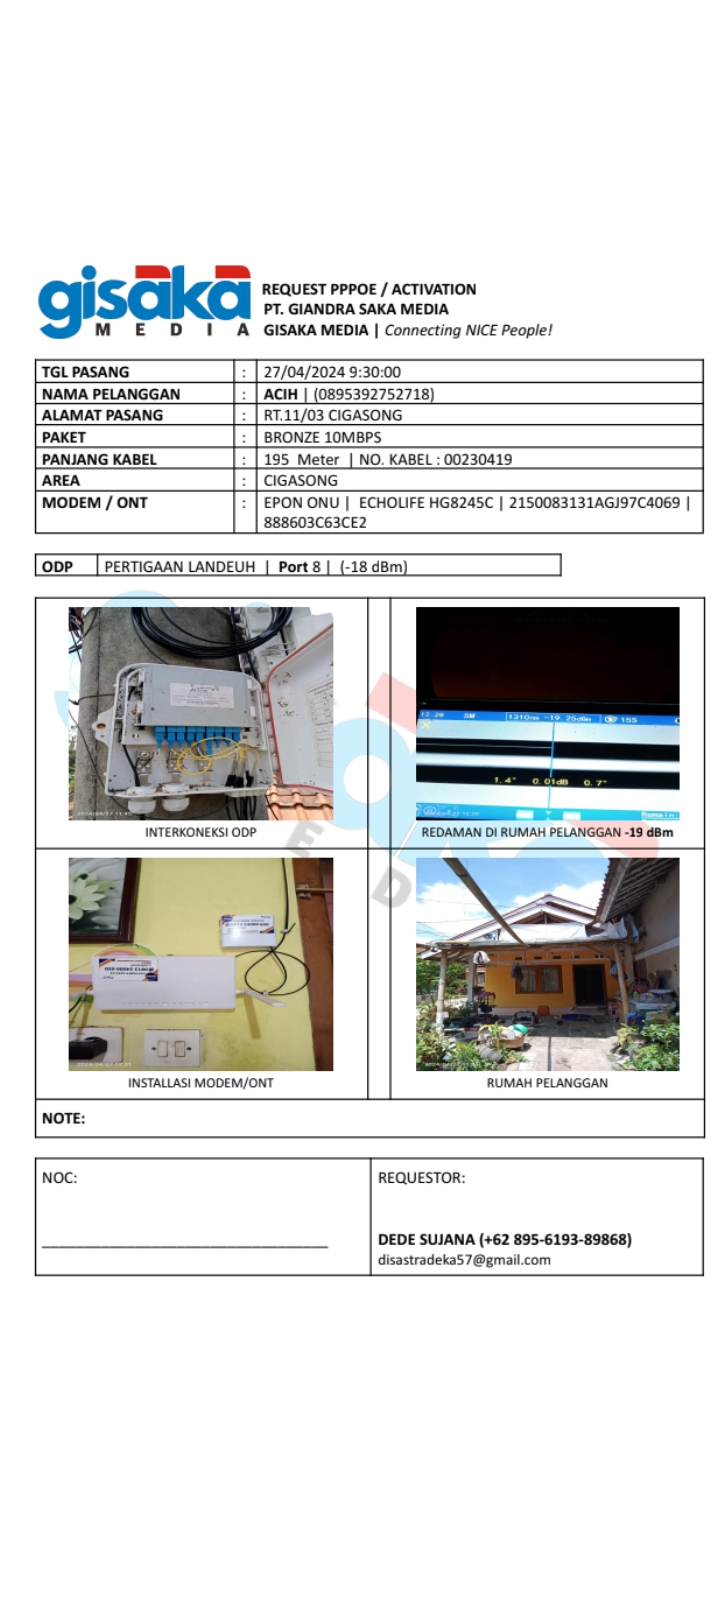 gisaka
MEDIA
REQUEST PPPOE / ACTIVATION
PT. GIANDRA SAKA MEDIA
GISAKA MEDIA | Connecting NICE People!
TGL PASANG : 27/04/2024 9:30:00
NAMA PELANGGAN : ACIH | (0895392752718)
ALAMAT PASANG : RT.11/03 CIGASONG
PAKET : BRONZE 10MBPS
PANJANG KABEL : 195 Meter | NO. KABEL : 00230419
AREA : CIGASONG
MODEM / ONT : EPON ONU | ECHOLIFE HG8245C | 2150083131AGJ97C4069 |
888603C63CE2
ODP PERTIGAAN LANDEUH | Port 8 | (-18 dBm)
12:20 SM 1310nm -19.25dBm 155
1.4° 0.01dB 0.7°
INTERKONEKSI ODP
REDAMAN DI RUMAH PELANGGAN -19 dBm
INSTALLASI MODEM/ONT
RUMAH PELANGGAN
NOTE:
NOC:
REQUESTOR:
DEDE SUJANA (+62 895-6193-89868)
disastradeka57@gmail.com